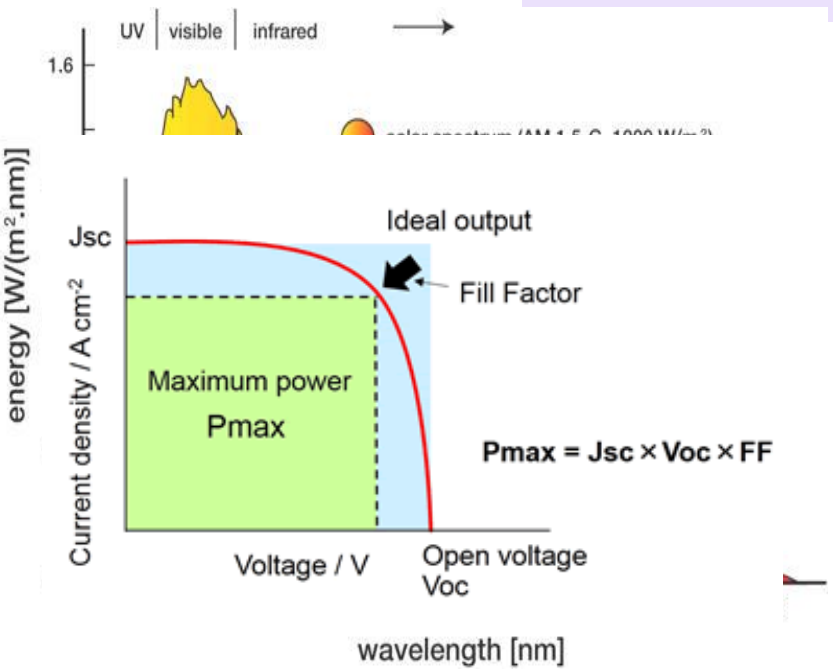 UV visible infrared
1.6
energy [W/(m².nm)]
Jsc
Ideal output
Fill Factor
Current density / A cm⁻²
Maximum power
Pmax
Pmax = Jsc × Voc × FF
Voltage / V
Open voltage
Voc
wavelength [nm]